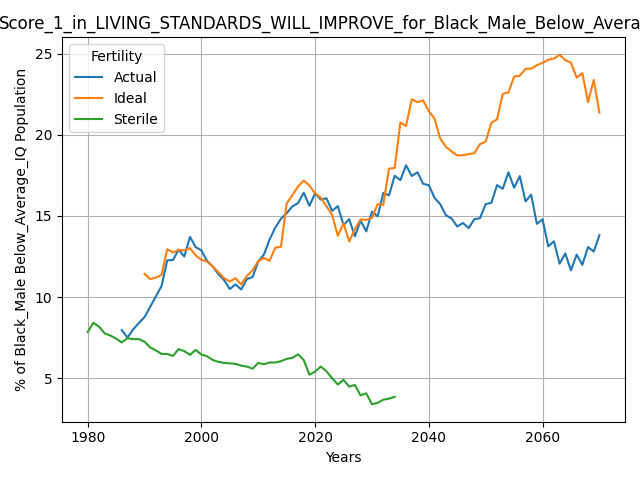 Score_1_in_LIVING_STANDARDS_WILL_IMPROVE_for_Black_Male_Below_Avera
Fertility
Actual
Ideal
Sterile
% of Black_Male Below_Average_IQ Population
25
20
15
10
5
1980 2000 2020 2040 2060
Years